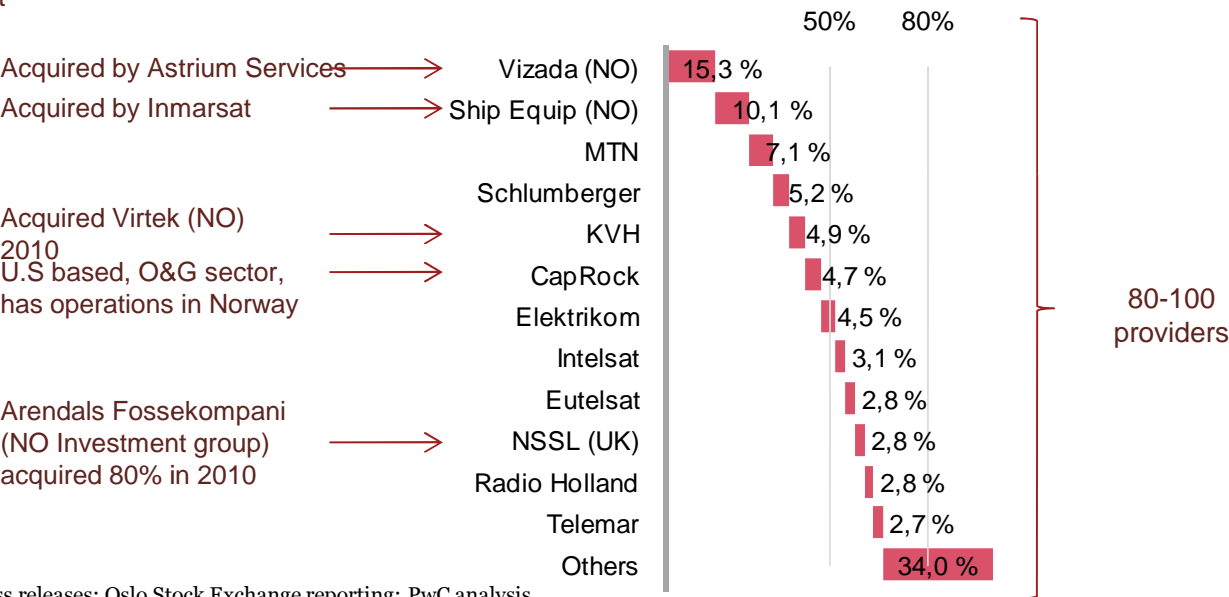 50% 80%
Acquired by Astrium Services
Vizada (NO) 15,3 %
Acquired by Inmarsat
Ship Equip (NO) 10,1 %
MTN 7,1 %
Schlumberger 5,2 %
Acquired Virtek (NO)
2010
KVH 4,9 %
U.S based, O&G sector,
has operations in Norway
CapRock 4,7 %
80-100
providers
Elektrikom 4,5 %
Intelsat 3,1 %
Eutelsat 2,8 %
Arendals Fossekompani
(NO Investment group)
acquired 80% in 2010
NSSL (UK) 2,8 %
Radio Holland 2,8 %
Telemar 2,7 %
Others 34,0 %
releases; Oslo Stock Exchange reporting; PwC analysis